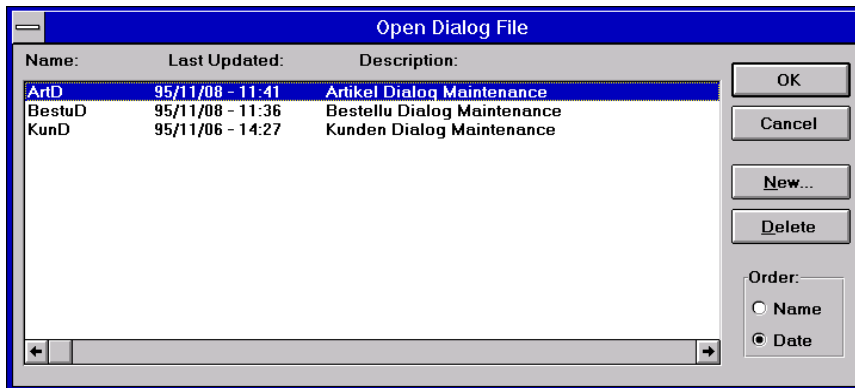 Open Dialog File
Name: Last Updated: Description:
ArtD 95/11/08 - 11:41 Artikel Dialog Maintenance
BestuD 95/11/08 - 11:36 Bestellu Dialog Maintenance
KunD 95/11/06 - 14:27 Kunden Dialog Maintenance
OK
Cancel
New...
Delete
Order:
Name
Date